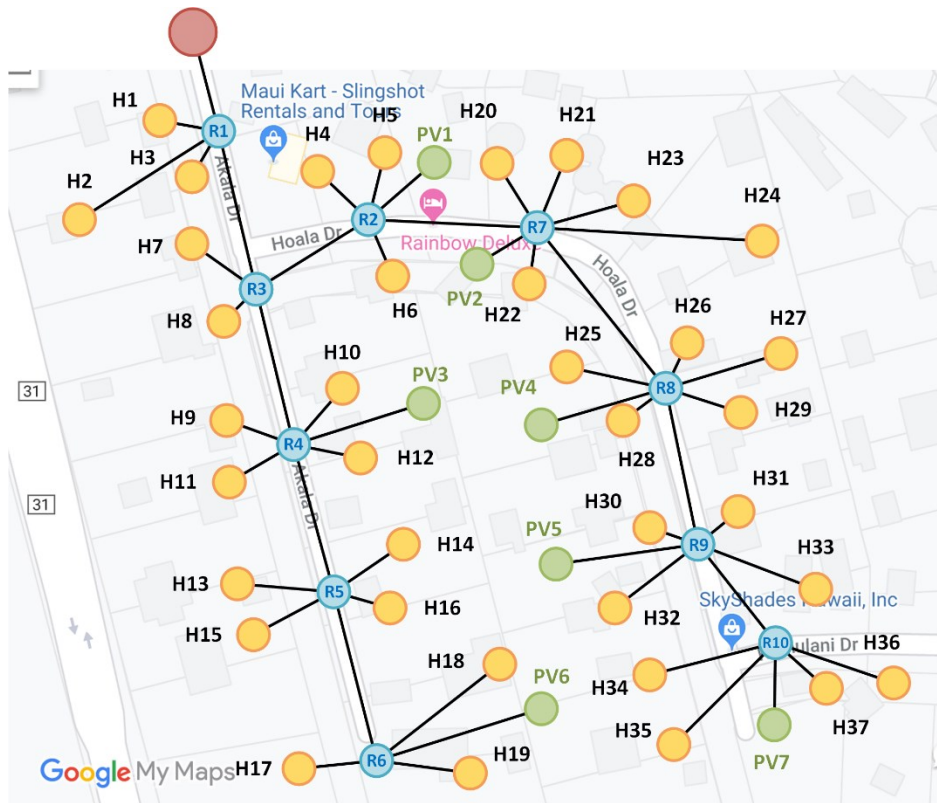 Maui Kart - Slingshot
Rentals and Tours
H1
H5
H20
H21
R1
H4
PV1
H3
H23
H2
Akala Dr
H24
R2
R7
H7
Hoala Dr
Rainbow Deluxe
PV2
Hoala Dr
R3
H6
H22
H8
H26
H25
H27
H10
PV3
PV4
R8
31
H9
H29
R4
H12
H28
H11
Akala Dr
H31
31
H30
H14
PV5
R9
H33
H13
R5
H16
H32
SkyShades Hawaii, Inc
H15
R10
ulani Dr
H36
H18
PV6
H34
H35
H37
R6
H17
H19
PV7
Google My Maps